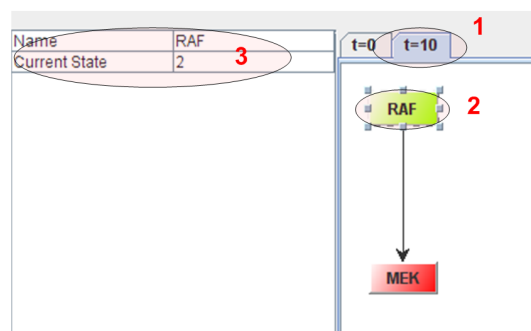 Name RAF
Current State 2
3
t=0 t=10
1
RAF
2
MEK